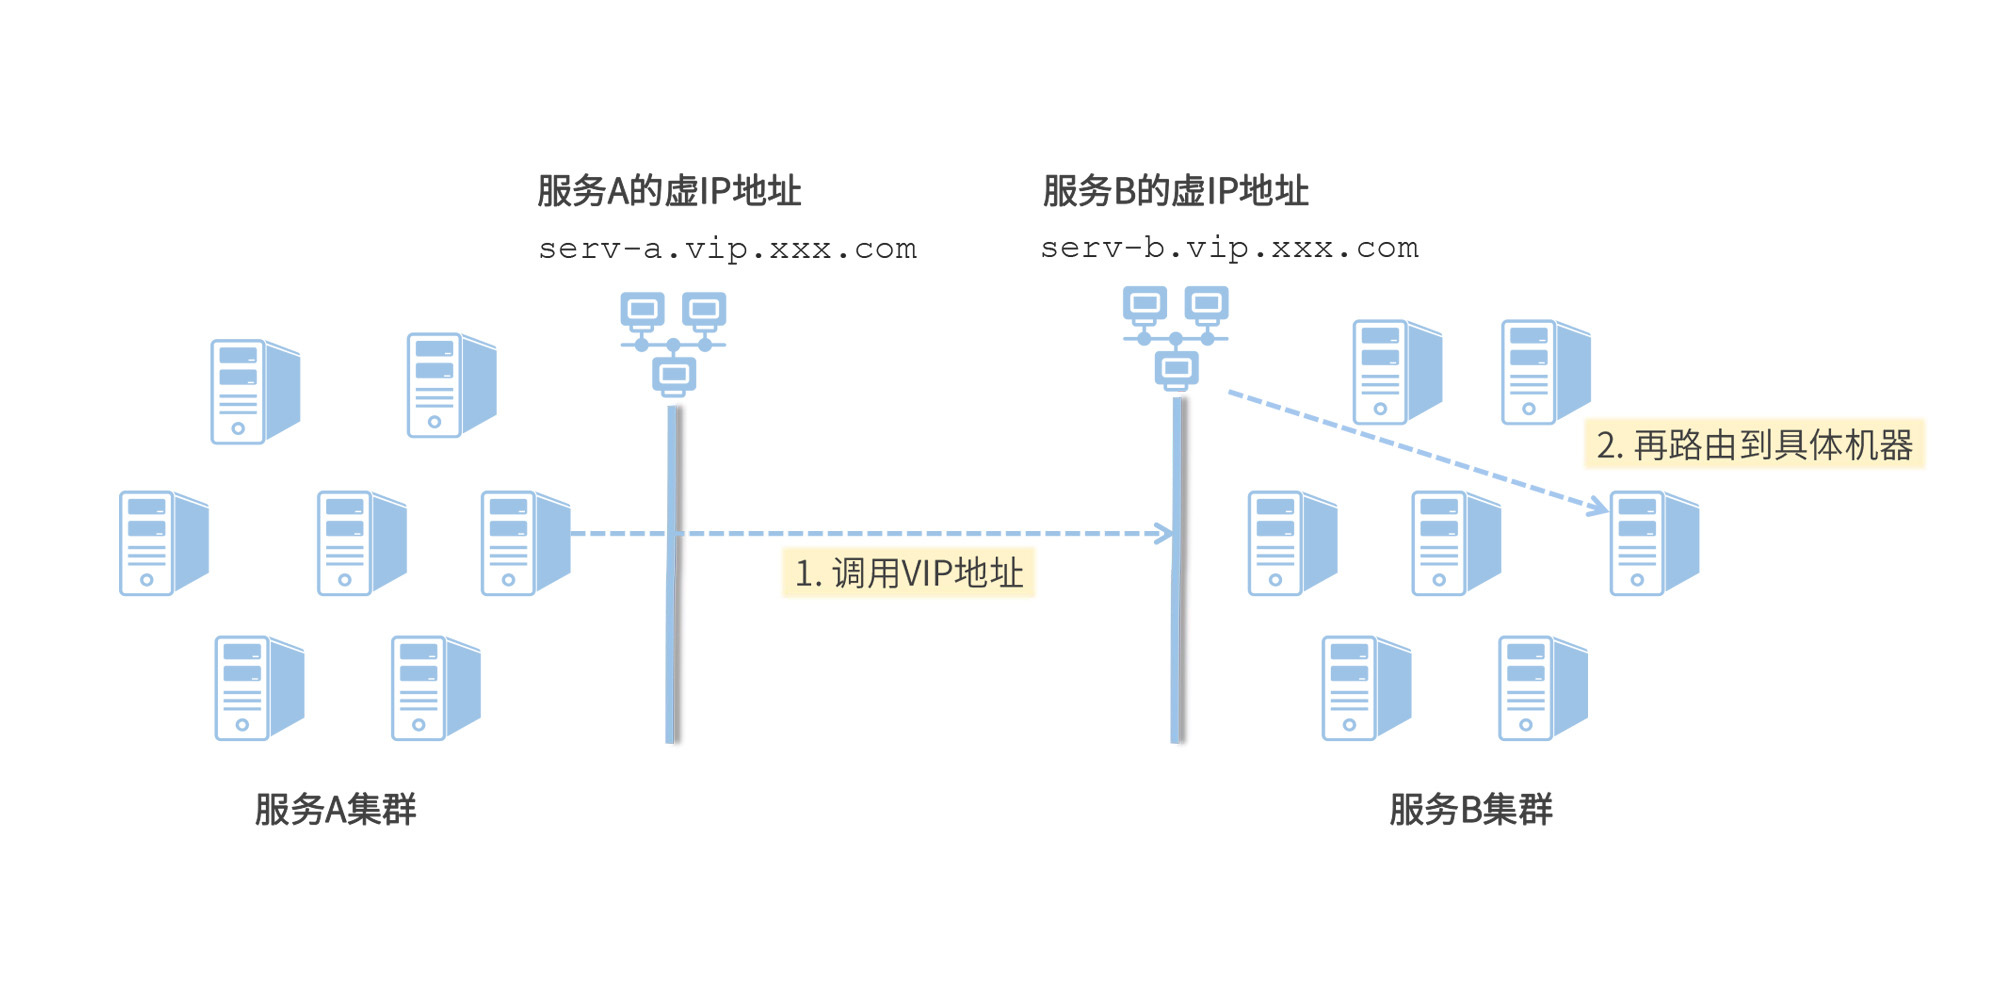 服务A的虚IP地址
serv-a.vip.xxx.com
服务B的虚IP地址
serv-b.vip.xxx.com
2. 再路由到具体机器
1. 调用VIP地址
服务A集群
服务B集群